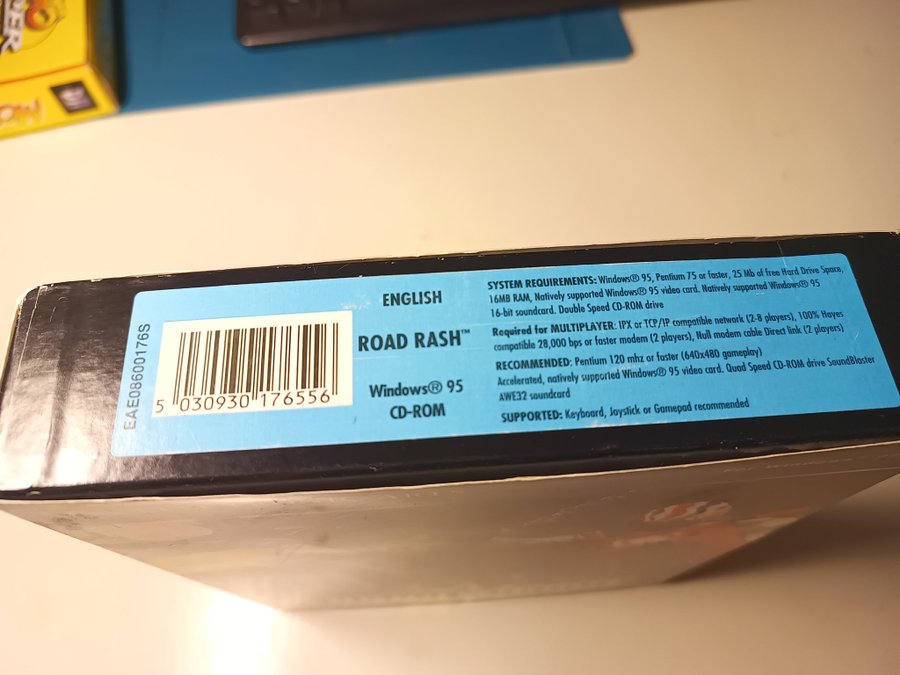 ENGLISH
ROAD RASH™
Windows® 95
CD-ROM
EAE08600176S
5 030930 176556
SYSTEM REQUIREMENTS: Windows® 95, Pentium 75 or faster, 25 Mb of free Hard Drive Space,
16MB RAM, Natively supported Windows® 95 video card. Natively supported Windows® 95
16-bit soundcard. Double Speed CD-ROM drive
Required for MULTIPLAYER: IPX or TCP/IP compatible network (2-8 players), 100% Hayes
compatible 28,000 bps or faster modem (2 players), Hull modem cable Direct link (2 players)
RECOMMENDED: Pentium 120 mhz or faster (640x480 gameplay)
Accelerated, natively supported Windows® 95 video card. Quad Speed CD-ROM drive SoundBlaster
AWE32 soundcard
SUPPORTED: Keyboard, Joystick or Gamepad recommended